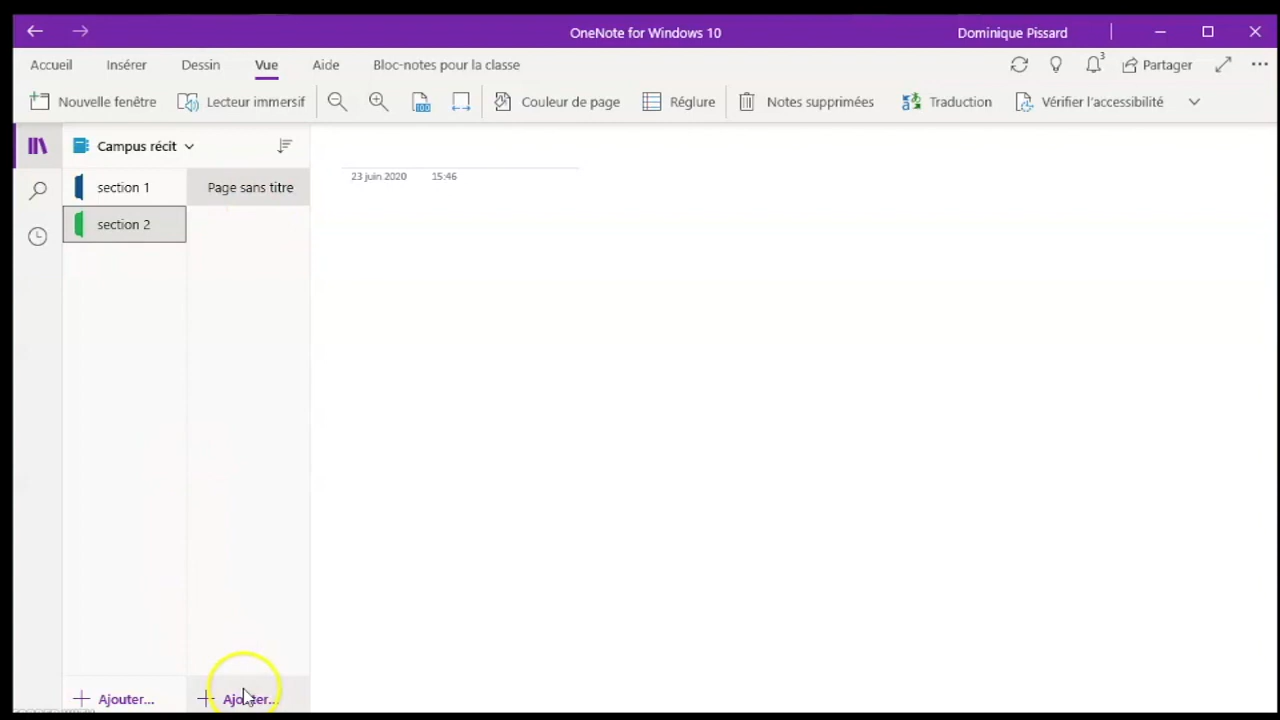 OneNote for Windows 10
Dominique Pissard
Accueil Insérer Dessin Vue Aide Bloc-notes pour la classe
3
Partager
Nouvelle fenêtre Lecteur immersif 100 Couleur de page Réglure Notes supprimées Traduction Vérifier l'accessibilité
Campus récit
section 1
Page sans titre
section 2
23 juin 2020 15:46
Ajouter...
Ajouter...